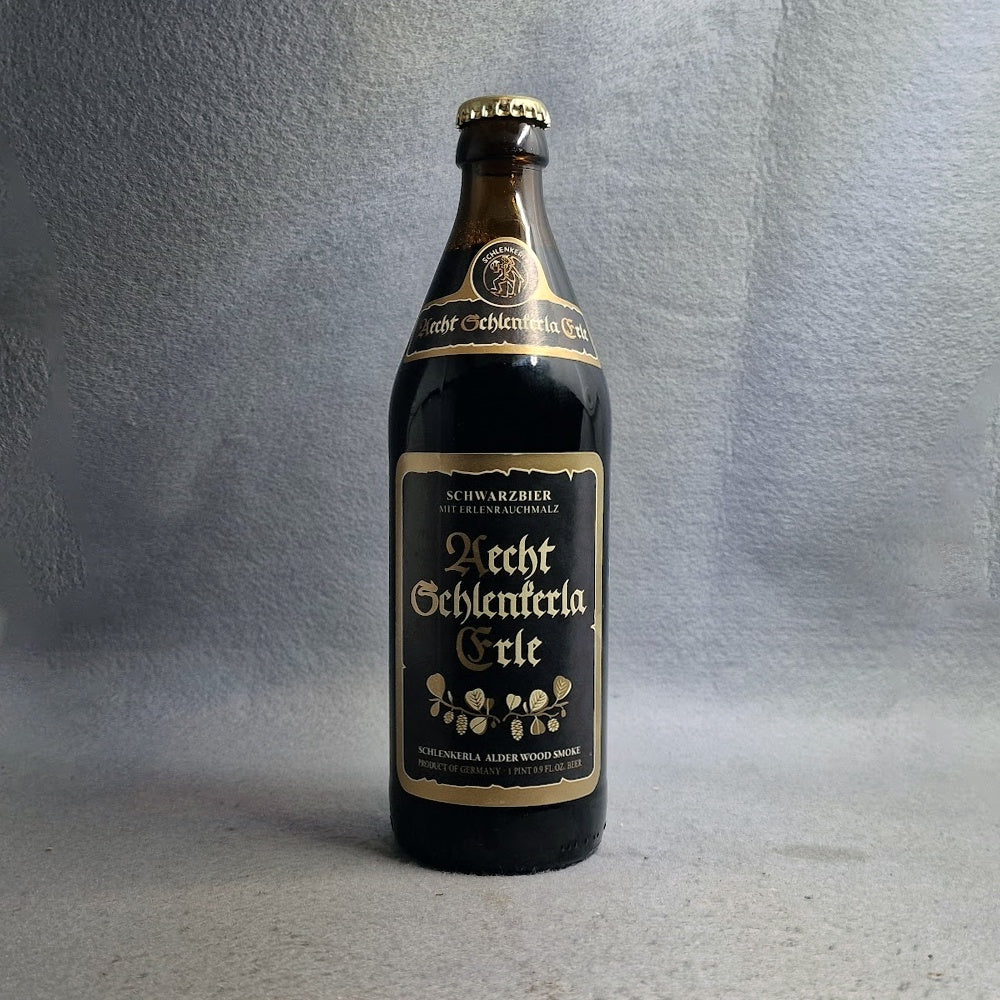 SCHLENKERLA
Aecht Schlenkerla Erle
SCHWARZBIER
MIT ERLENRAUCHMALZ
Aecht
Schlenkerla
Erle
SCHLENKERLA ALDER WOOD SMOKE
PRODUCT OF GERMANY 1 PINT 0.9 FL. OZ. BEER